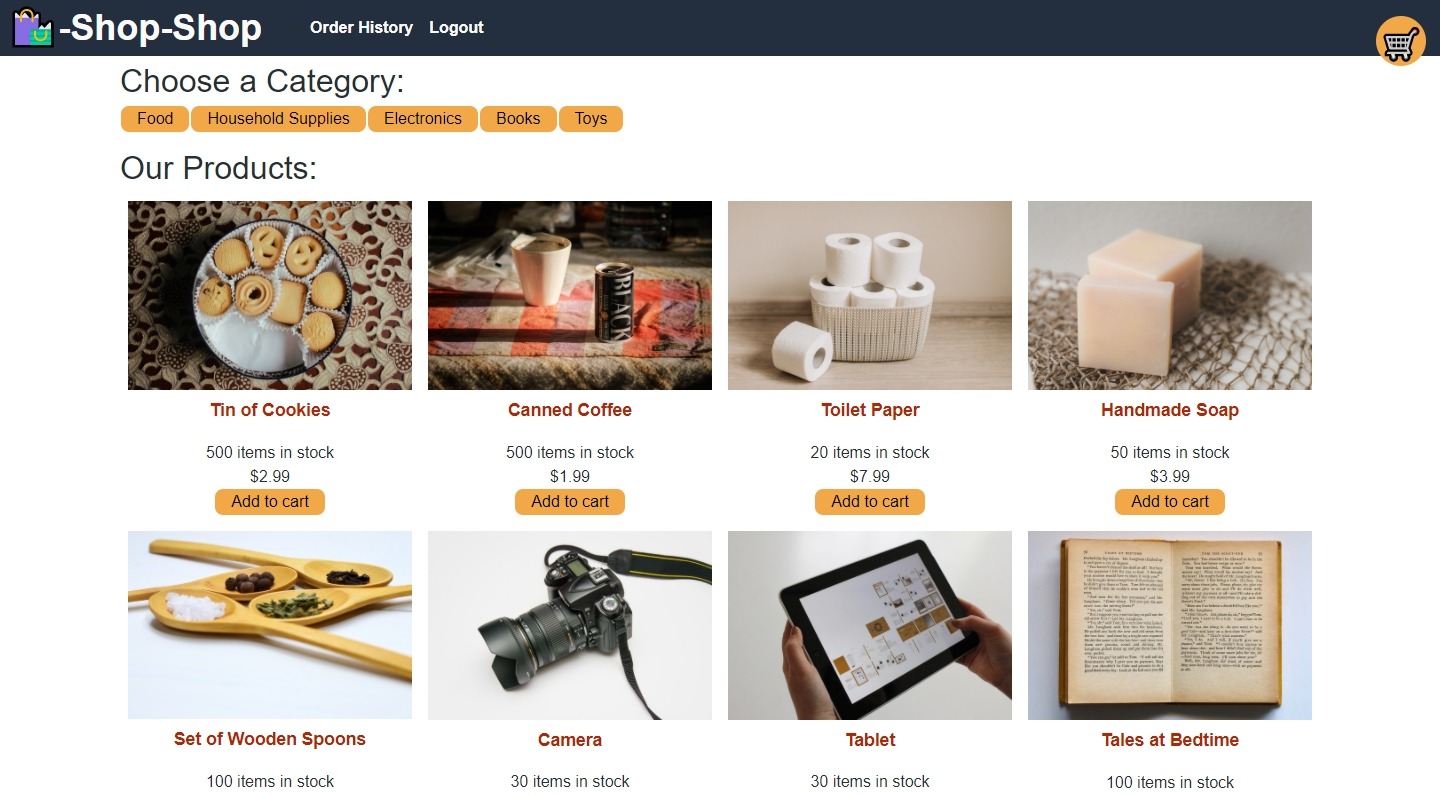 -Shop-Shop
Order History Logout
Choose a Category:
Food Household Supplies Electronics Books Toys
Our Products:
BLACK
Tin of Cookies
500 items in stock
$2.99
Add to cart
Canned Coffee
500 items in stock
$1.99
Add to cart
Toilet Paper
20 items in stock
$7.99
Add to cart
Handmade Soap
50 items in stock
$3.99
Add to cart
Set of Wooden Spoons
100 items in stock
Camera
30 items in stock
Tablet
30 items in stock
Tales at Bedtime
100 items in stock